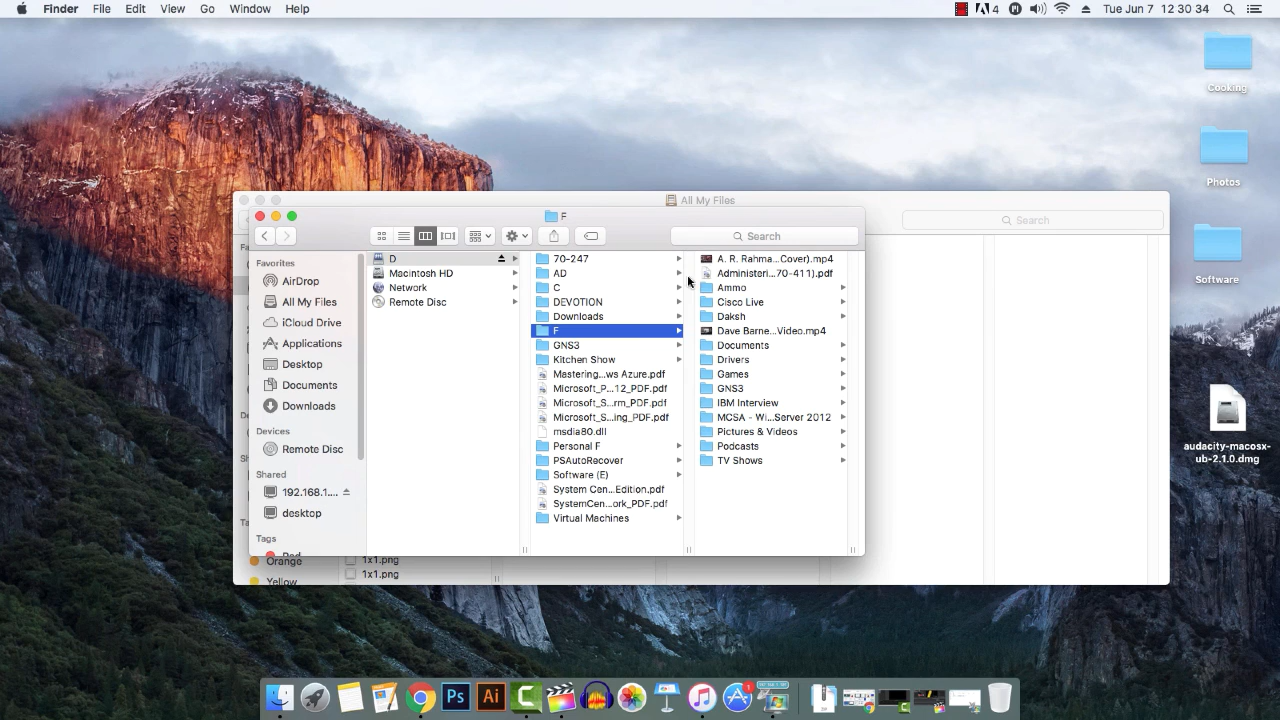 Finder File Edit View Go Window Help
4 Tue Jun 7 12 30 34
Cooking
Photos
Software
audacity-macosx-ub-2.1.0.dmg
All My Files
Search
F
Search
Favorites
AirDrop
All My Files
iCloud Drive
Applications
Desktop
Documents
Downloads
Devices
Remote Disc
Shared
192.168.1....
desktop
Tags
Red
Orange
Yellow
D
Macintosh HD
Network
Remote Disc
70-247
AD
C
DEVOTION
Downloads
F
GNS3
Kitchen Show
Mastering...ws Azure.pdf
Microsoft_P...12_PDF.pdf
Microsoft_S...rm_PDF.pdf
Microsoft_S...ing_PDF.pdf
msdia80.dll
Personal F
PSAutoRecover
Software (E)
System Cen...Edition.pdf
SystemCen...ork_PDF.pdf
Virtual Machines
A. R. Rahma...Cover).mp4
Administeri...70-411).pdf
Ammo
Cisco Live
Daksh
Dave Barne...Video.mp4
Documents
Drivers
Games
GNS3
IBM Interview
MCSA - Wi...Server 2012
Pictures & Videos
Podcasts
TV Shows
1x1.png
1x1.png
Ps
Ai
1